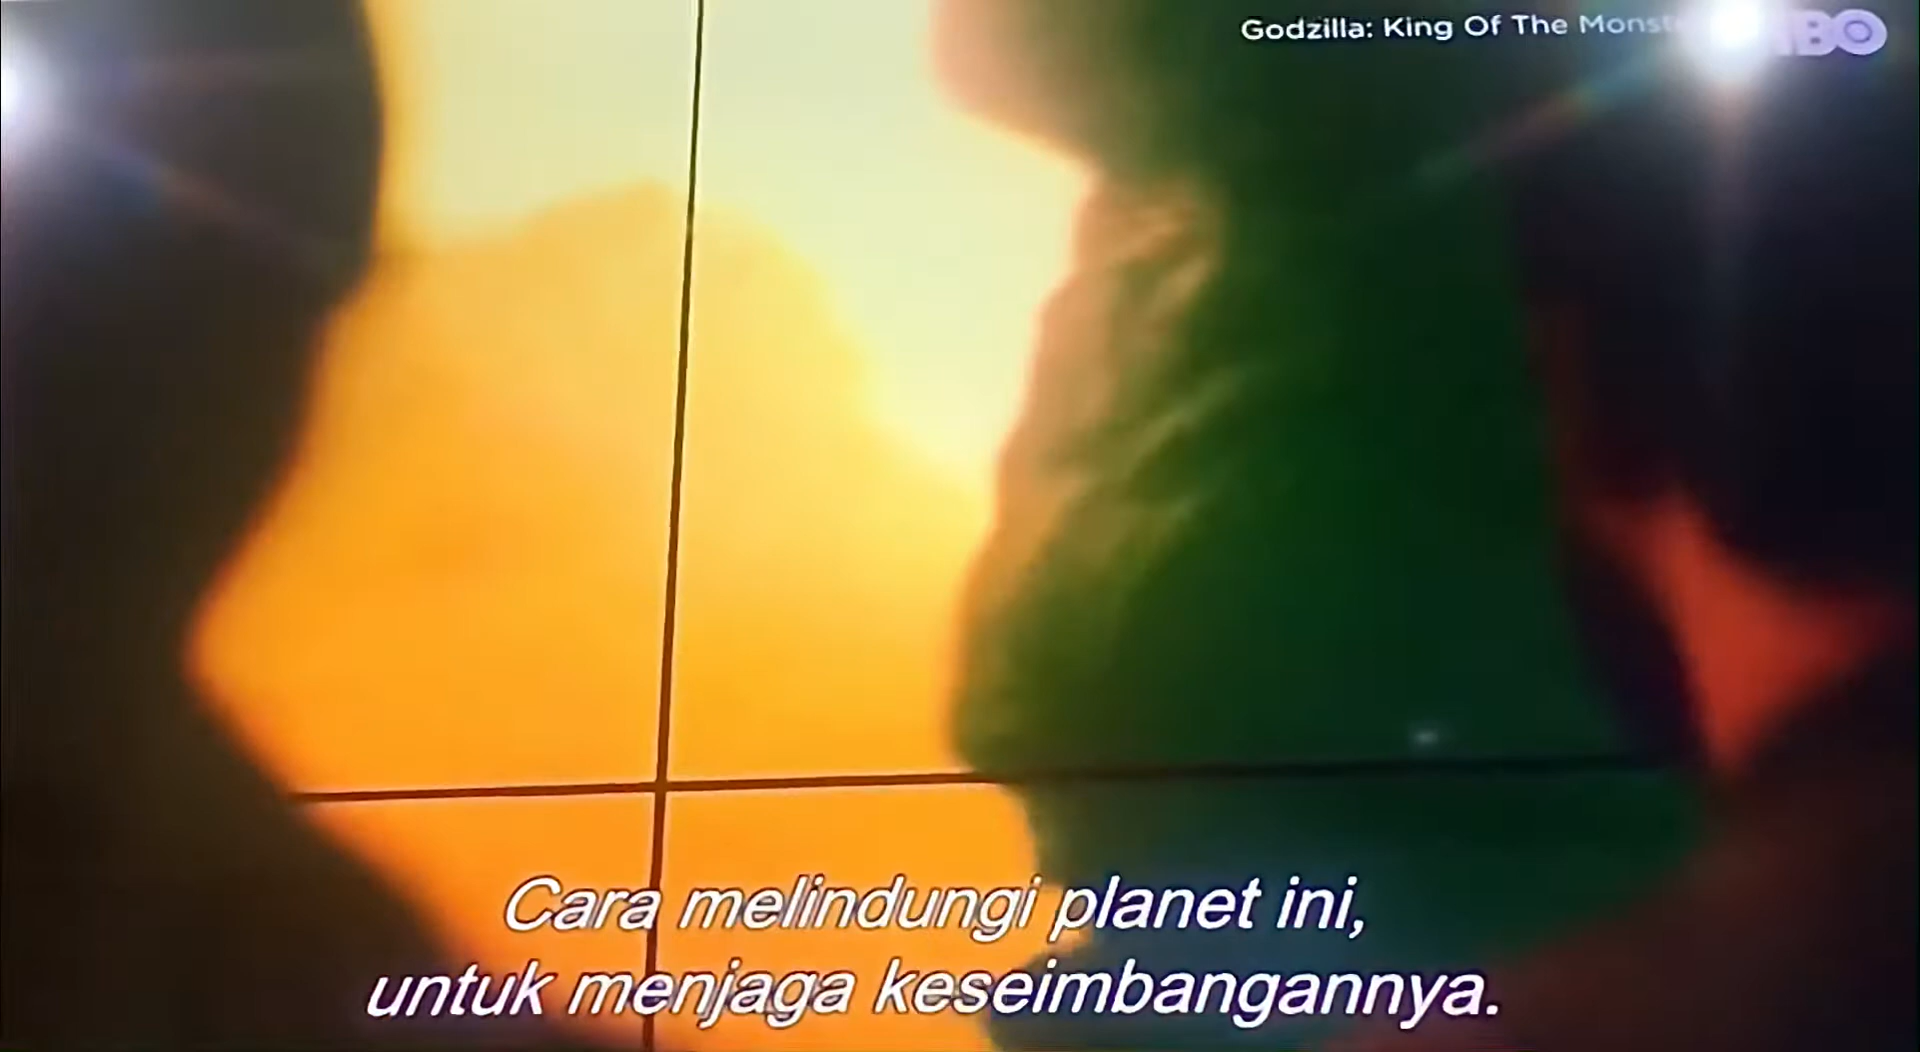 Godzilla: King Of The
Cara melindungi planet ini,
untuk menjaga keseimbangannya.